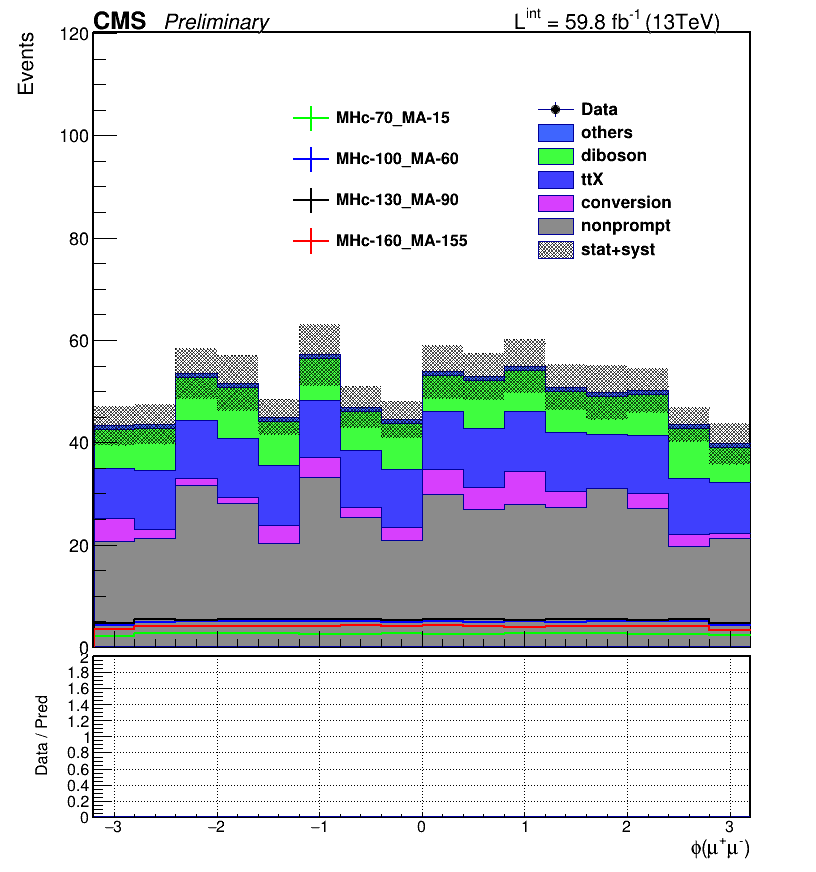 CMS Preliminary L^int = 59.8 fb^-1 (13TeV)
Events
120
100
80
60
40
20
0
MHc-70_MA-15
MHc-100_MA-60
MHc-130_MA-90
MHc-160_MA-155
Data
others
diboson
ttX
conversion
nonprompt
stat+syst
Data / Pred
2
1.8
1.6
1.4
1.2
1
0.8
0.6
0.4
0.2
0
−3 −2 −1 0 1 2 3
ϕ(μ⁺μ⁻)